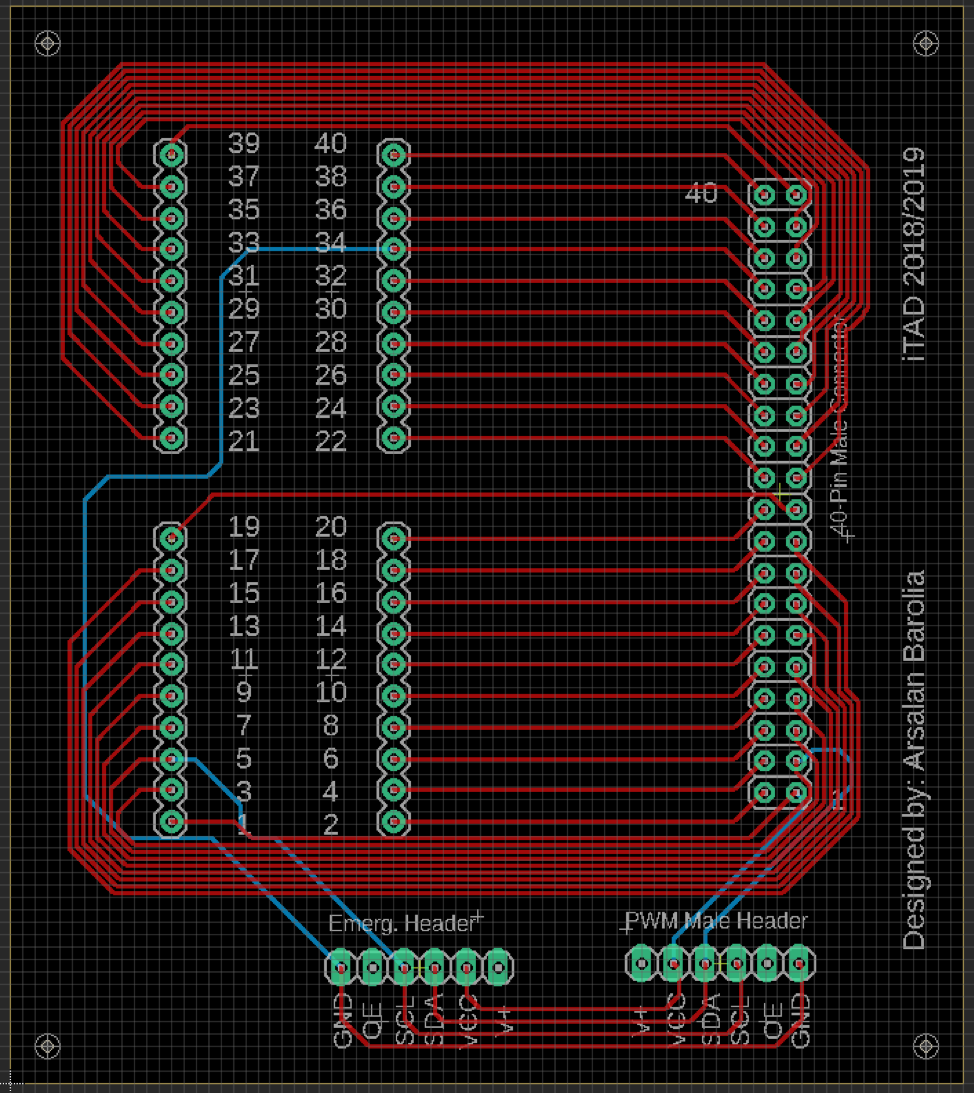 39 40
37 38
35 36
33 34
31 32
29 30
27 28
25 26
23 24
21 22
19 20
17 18
15 16
13 14
11 12
9 10
7 8
5 6
3 4
1 2
40
40-Pin Male Connector
iTAD 2018/2019
Designed by: Arsalan Barolia
Emerg. Header
GND
OE
SCL
SDA
VCC
V+
PWM Male Header
V+
VCC
SDA
SCL
OE
GND